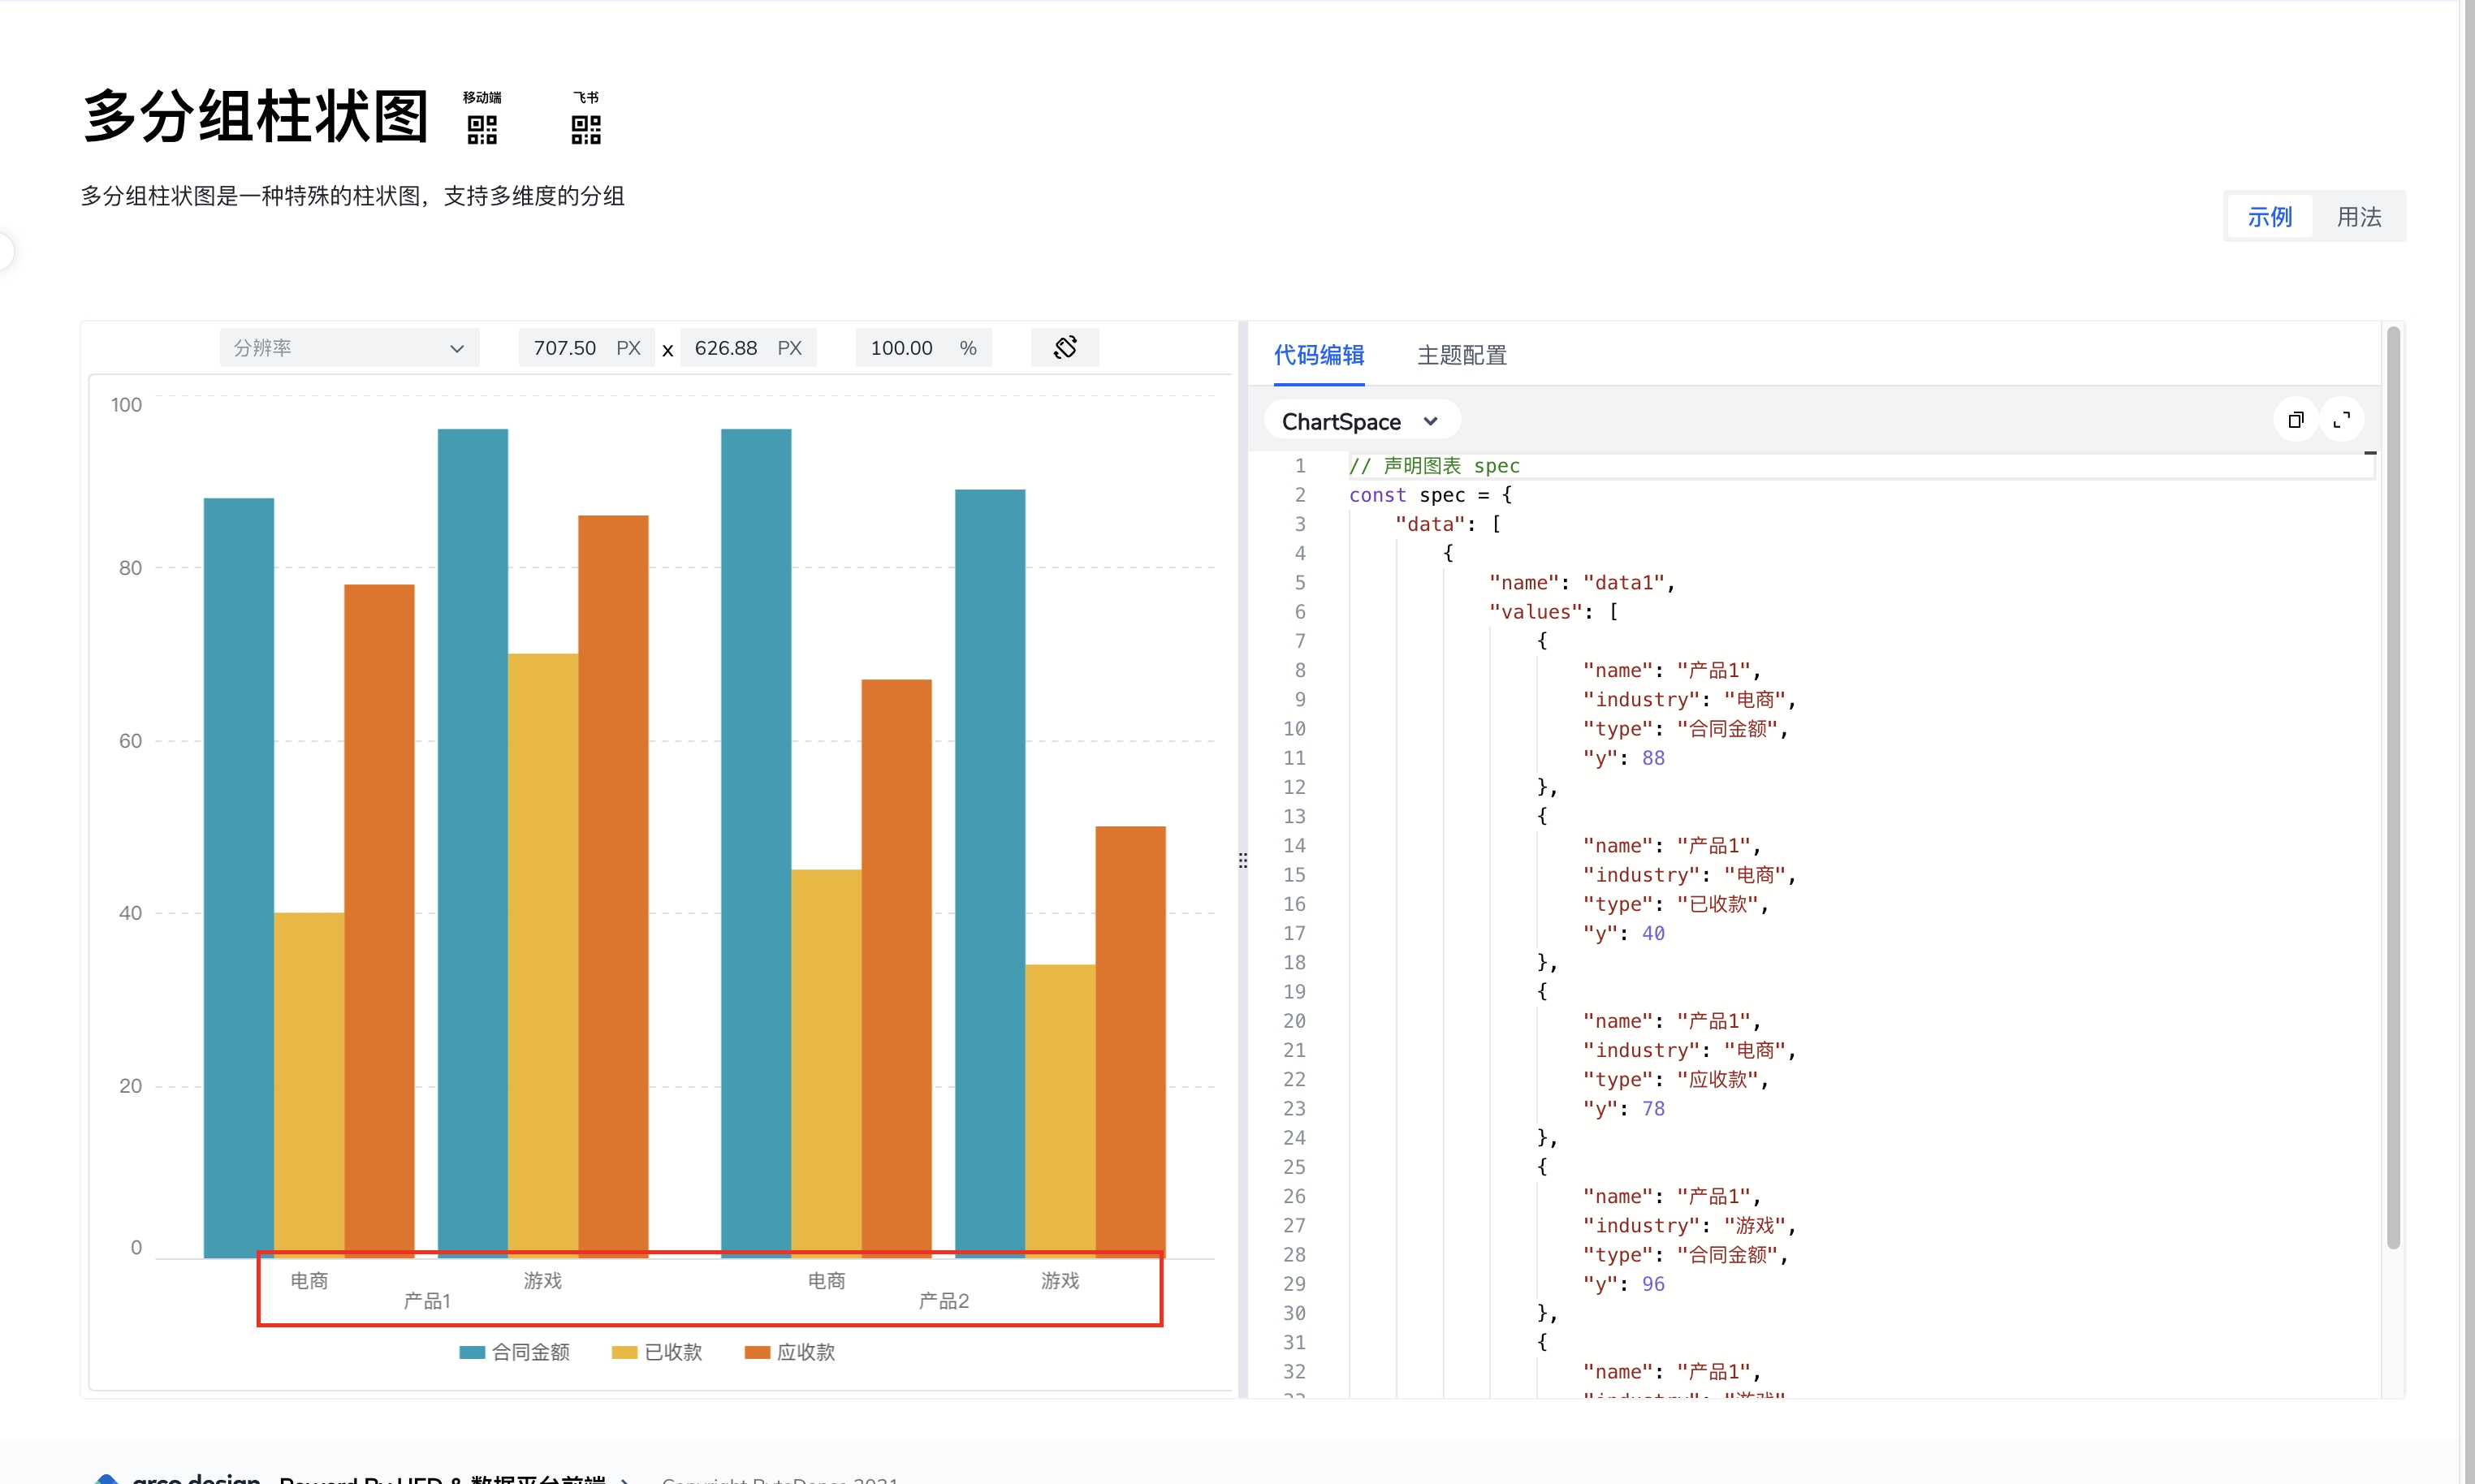 多分组柱状图
移动端
飞书
多分组柱状图是一种特殊的柱状图，支持多维度的分组
示例
用法
分辨率
707.50 PX x 626.88 PX
100.00 %
100
80
60
40
20
0
电商 游戏 电商 游戏
产品1 产品2
合同金额 已收款 应收款
代码编辑 主题配置
ChartSpace
1 // 声明图表 spec
2 const spec = {
3 "data": [
4 {
5 "name": "data1",
6 "values": [
7 {
8 "name": "产品1",
9 "industry": "电商",
10 "type": "合同金额",
11 "y": 88
12 },
13 {
14 "name": "产品1",
15 "industry": "电商",
16 "type": "已收款",
17 "y": 40
18 },
19 {
20 "name": "产品1",
21 "industry": "电商",
22 "type": "应收款",
23 "y": 78
24 },
25 {
26 "name": "产品1",
27 "industry": "游戏",
28 "type": "合同金额",
29 "y": 96
30 },
31 {
32 "name": "产品1",
33 "industry": "游戏"
arco design Powerd By UED & 数据平台前端 Copyright ByteDance 2021